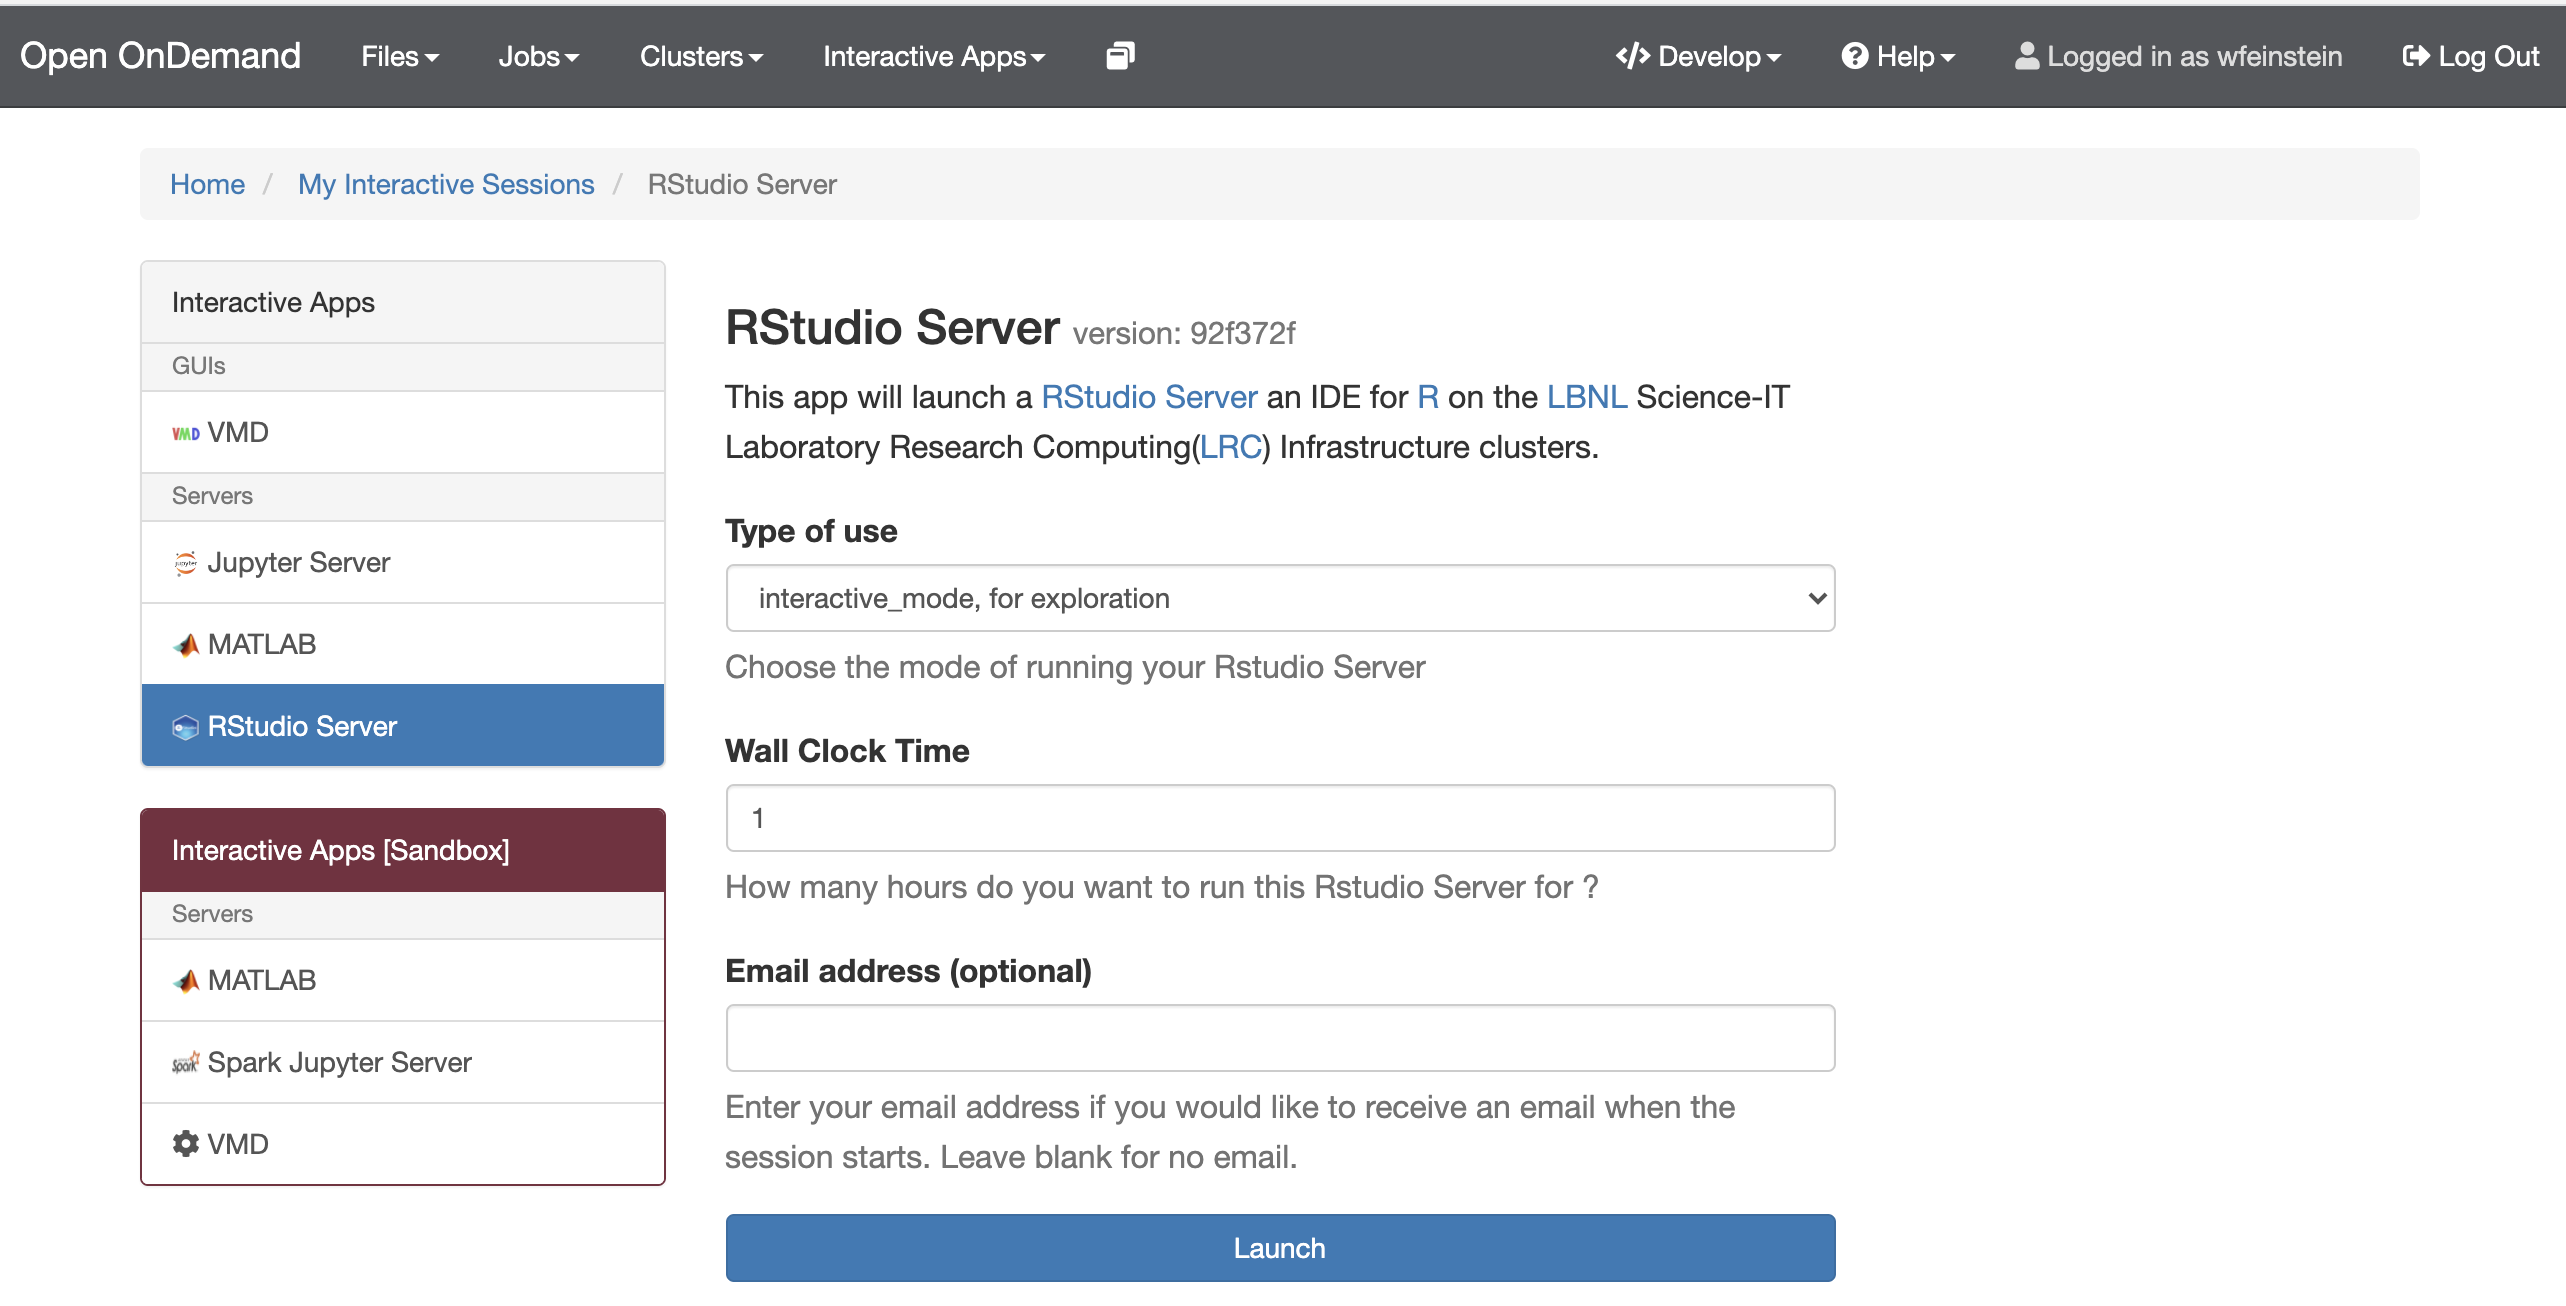 Open OnDemand Files Jobs Clusters Interactive Apps </> Develop Help Logged in as wfeinstein Log Out
Home / My Interactive Sessions / RStudio Server
Interactive Apps
GUIs
VMD VMD
Servers
jupyter Jupyter Server
MATLAB
RStudio Server
Interactive Apps [Sandbox]
Servers
MATLAB
Spark Spark Jupyter Server
VMD
RStudio Server version: 92f372f
This app will launch a RStudio Server an IDE for R on the LBNL Science-IT
Laboratory Research Computing(LRC) Infrastructure clusters.
Type of use
interactive_mode, for exploration
Choose the mode of running your Rstudio Server
Wall Clock Time
1
How many hours do you want to run this Rstudio Server for ?
Email address (optional)
Enter your email address if you would like to receive an email when the
session starts. Leave blank for no email.
Launch